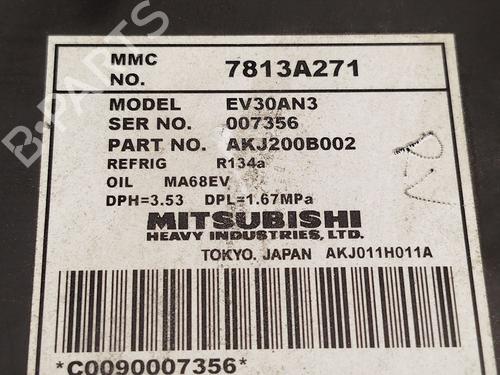 MMC NO. 7813A271
MODEL EV30AN3
SER NO. 007356
PART NO. AKJ200B002
REFRIG R134a
OIL MA68EV
DPH=3.53 DPL=1.67MPa
MITSUBISHI
HEAVY INDUSTRIES, LTD.
TOKYO. JAPAN AKJ011H011A
*C0090007356*
B-PARTS